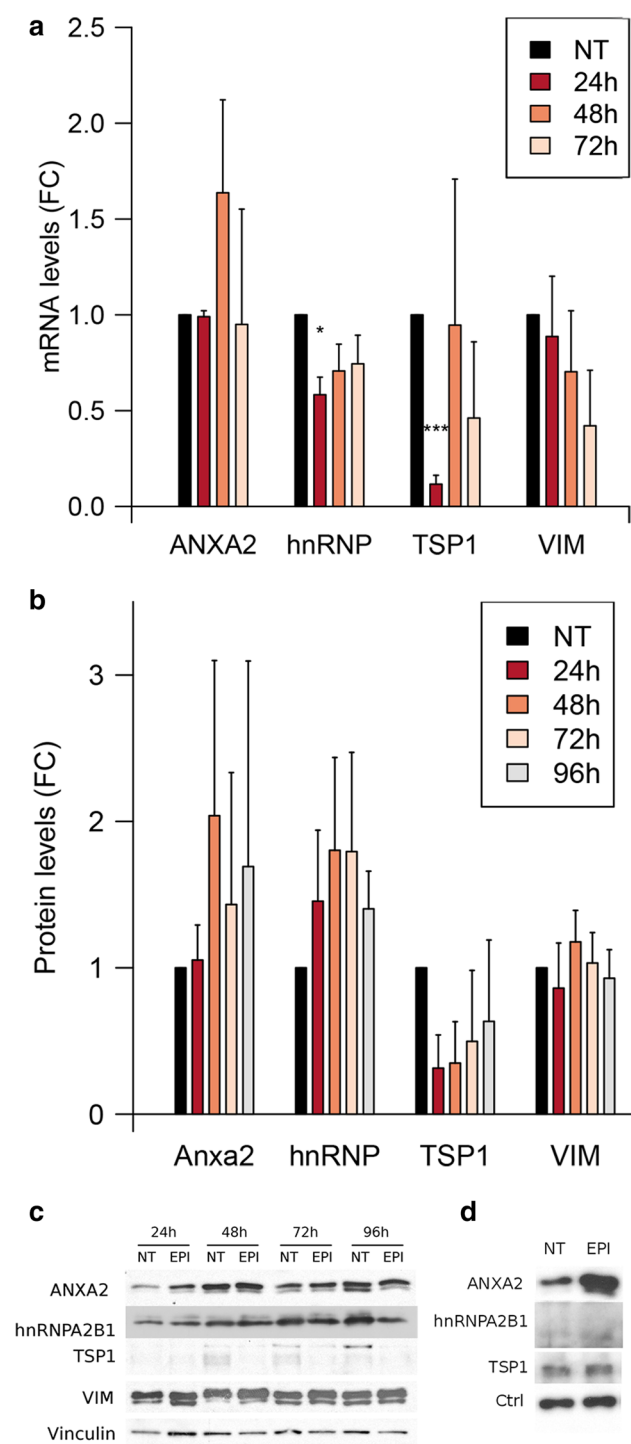 a
mRNA levels (FC)
2.5
2.0
1.5
1.0
0.5
0.0
NT
24h
48h
72h
*
***
ANXA2 hnRNP TSP1 VIM
b
Protein levels (FC)
3
2
1
0
NT
24h
48h
72h
96h
Anxa2 hnRNP TSP1 VIM
c
24h 48h 72h 96h
NT EPI NT EPI NT EPI NT EPI
ANXA2
hnRNPA2B1
TSP1
VIM
Vinculin
d
NT EPI
ANXA2
hnRNPA2B1
TSP1
Ctrl